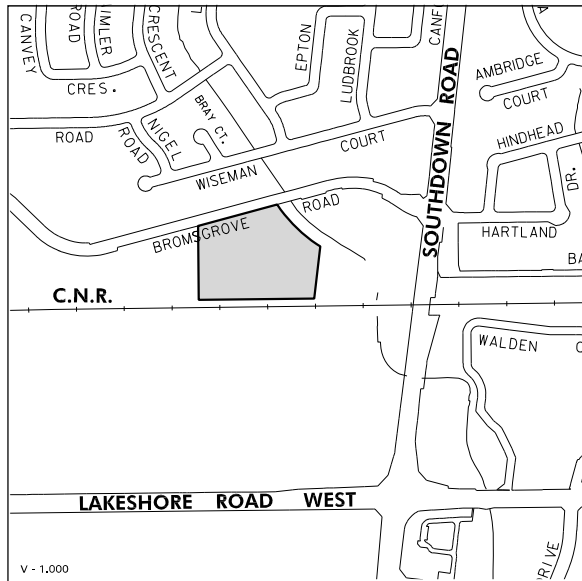 CANVEY
ROAD
IMLER
CRESCENT
CRES.
ROAD
ROAD
NIGEL
BRAY CT.
EPTON
LUDBROOK
CANF
AMBRIDGE
COURT
HINDHEAD
DR.
WISEMAN COURT
BROMSGROVE ROAD
SOUTHDOWN ROAD
HARTLAND
BA
C.N.R.
WALDEN C
LAKESHORE ROAD WEST
RIVE
V - 1.000